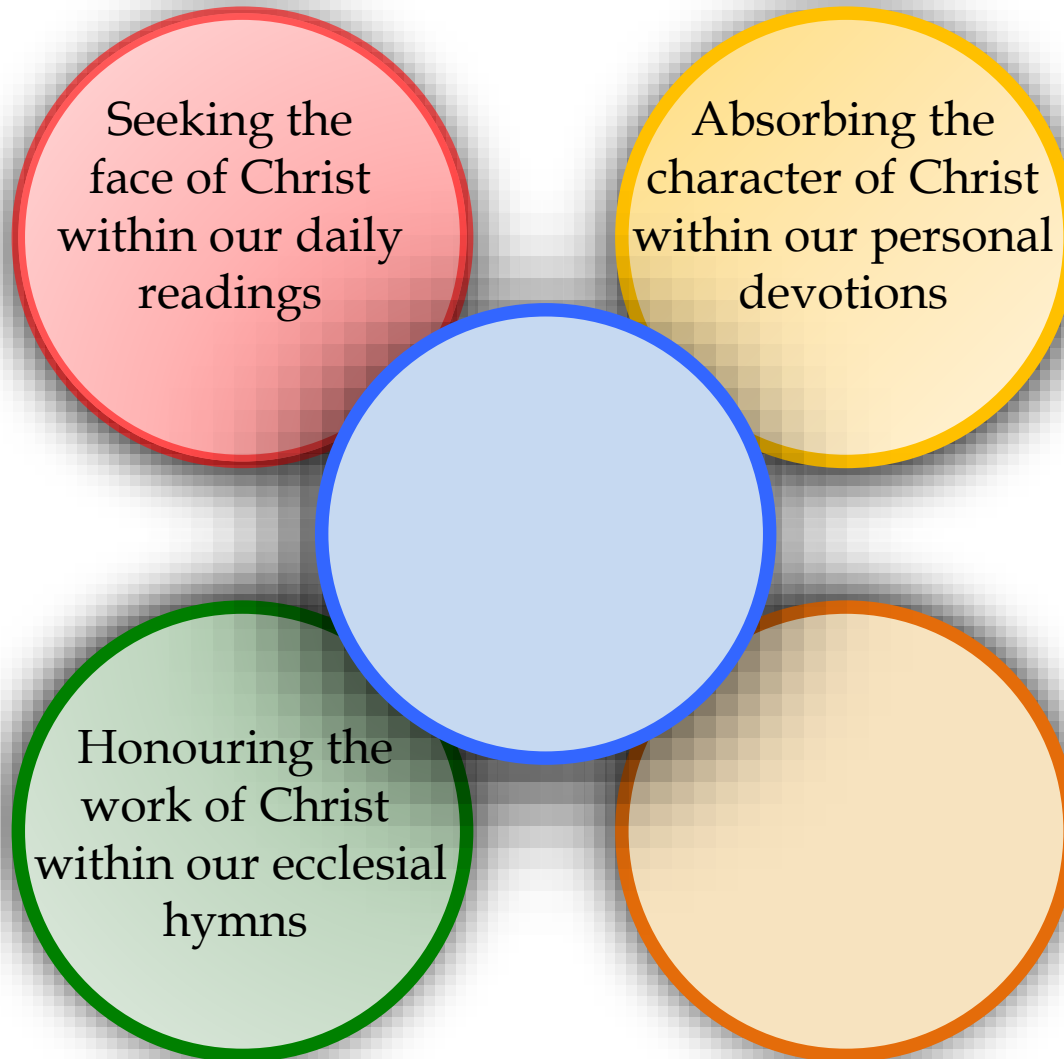 Seeking the
face of Christ
within our daily
readings
Absorbing the
character of Christ
within our personal
devotions
Honouring the
work of Christ
within our ecclesial
hymns